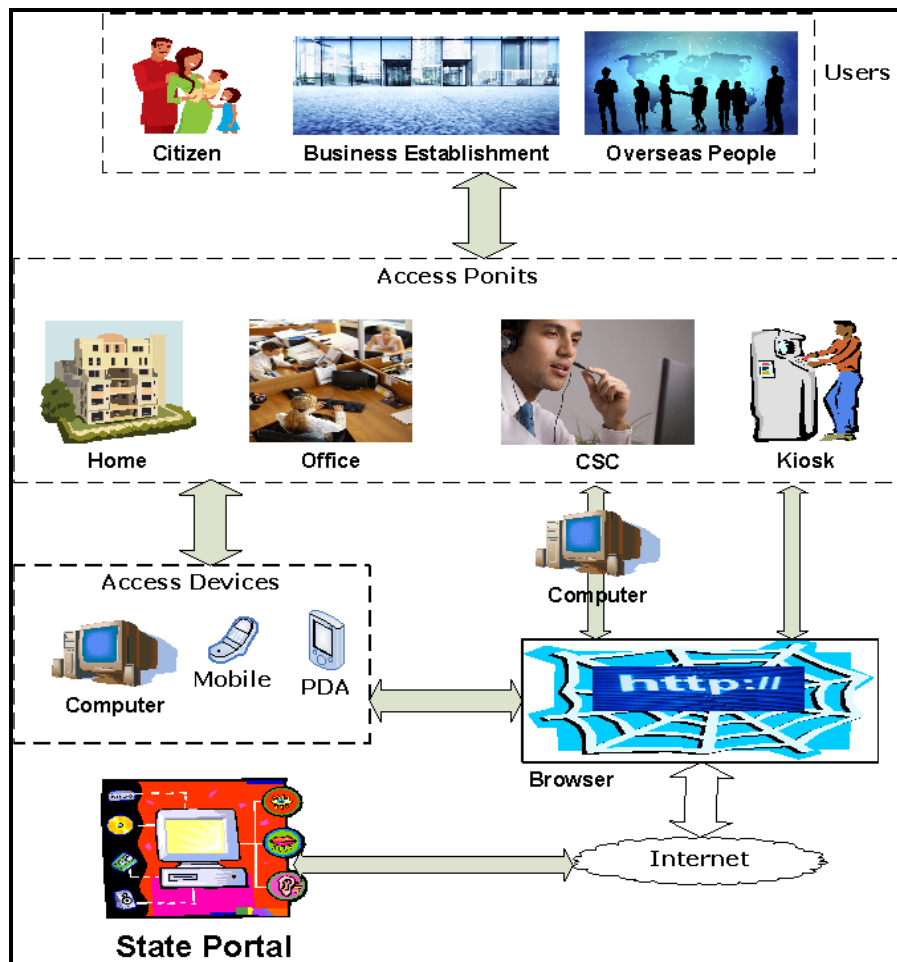 Users
Citizen
Business Establishment
Overseas People
Access Ponits
Home
Office
CSC
Kiosk
Access Devices
Computer
Mobile
PDA
Computer
http://
Browser
Internet
State Portal